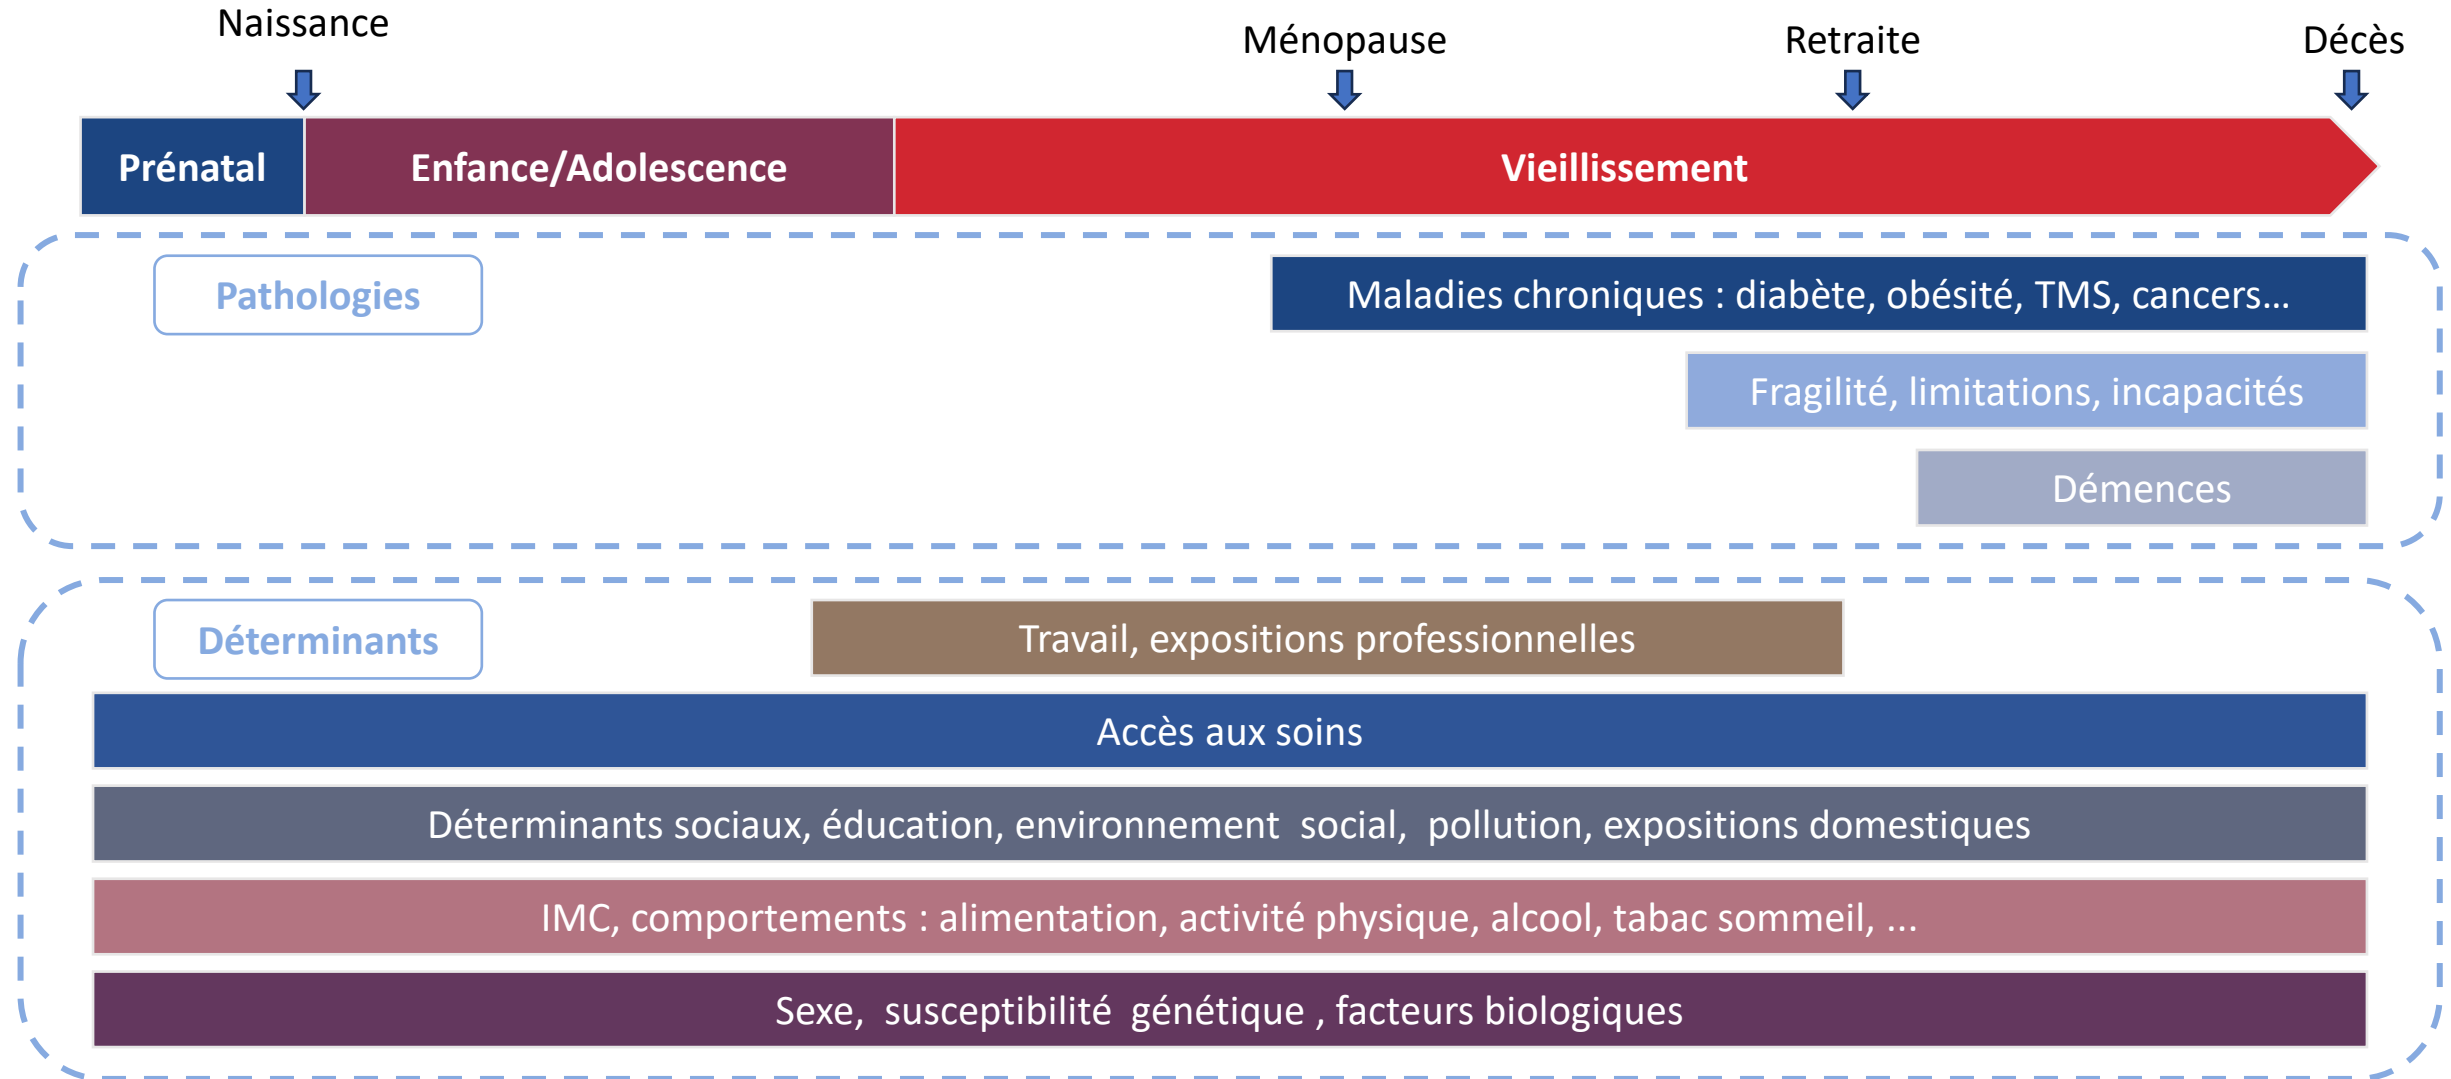 Naissance
Ménopause
Retraite
Décès
Prénatal
Enfance/Adolescence
Vieillissement
Pathologies
Maladies chroniques : diabète, obésité, TMS, cancers...
Fragilité, limitations, incapacités
Démences
Déterminants
Travail, expositions professionnelles
Accès aux soins
Déterminants sociaux, éducation, environnement social, pollution, expositions domestiques
IMC, comportements : alimentation, activité physique, alcool, tabac sommeil, ...
Sexe, susceptibilité génétique , facteurs biologiques